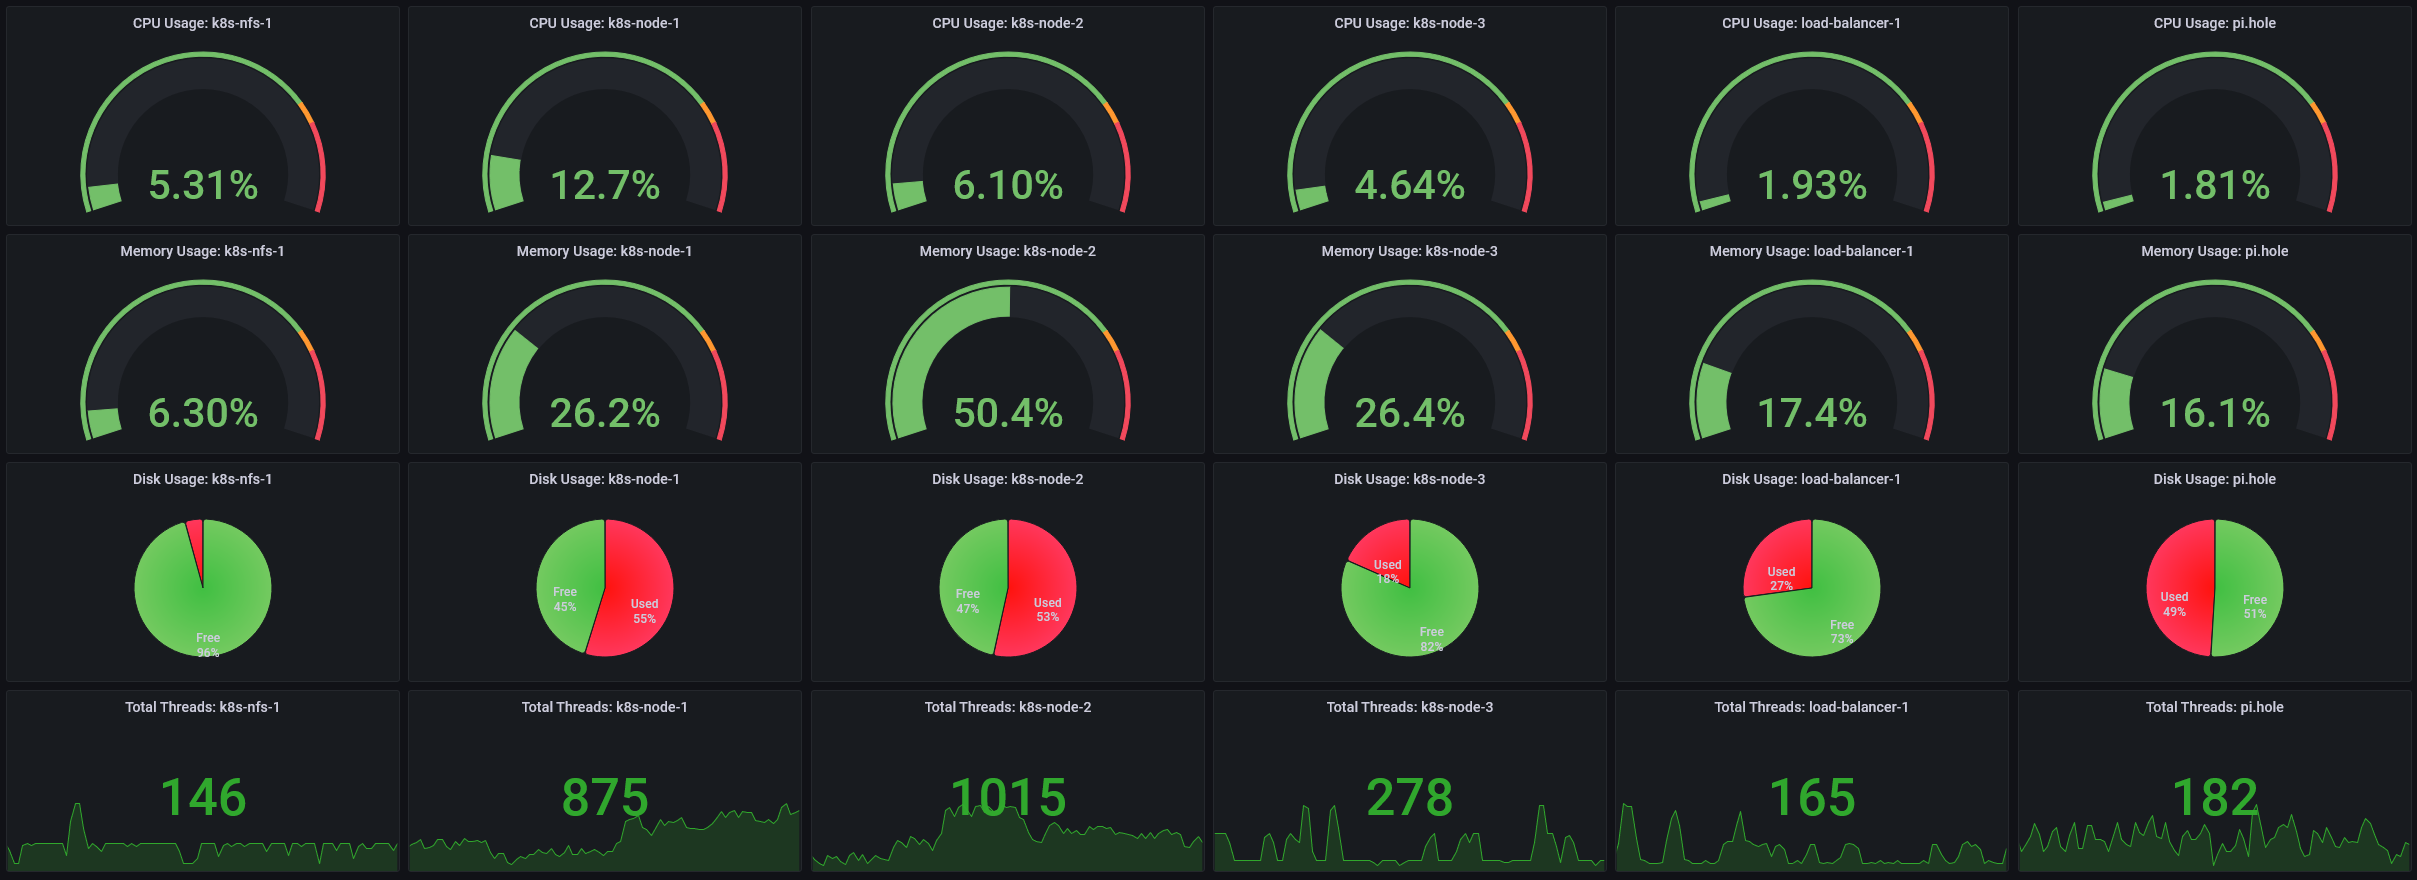 CPU Usage: k8s-nfs-1
CPU Usage: k8s-node-1
CPU Usage: k8s-node-2
CPU Usage: k8s-node-3
CPU Usage: load-balancer-1
CPU Usage: pi.hole
5.31%
12.7%
6.10%
4.64%
1.93%
1.81%
Memory Usage: k8s-nfs-1
Memory Usage: k8s-node-1
Memory Usage: k8s-node-2
Memory Usage: k8s-node-3
Memory Usage: load-balancer-1
Memory Usage: pi.hole
6.30%
26.2%
50.4%
26.4%
17.4%
16.1%
Disk Usage: k8s-nfs-1
Disk Usage: k8s-node-1
Disk Usage: k8s-node-2
Disk Usage: k8s-node-3
Disk Usage: load-balancer-1
Disk Usage: pi.hole
Free
96%
Free
45%
Used
55%
Free
47%
Used
53%
Used
18%
Free
82%
Used
27%
Free
73%
Used
49%
Free
51%
Total Threads: k8s-nfs-1
Total Threads: k8s-node-1
Total Threads: k8s-node-2
Total Threads: k8s-node-3
Total Threads: load-balancer-1
Total Threads: pi.hole
146
875
1015
278
165
182